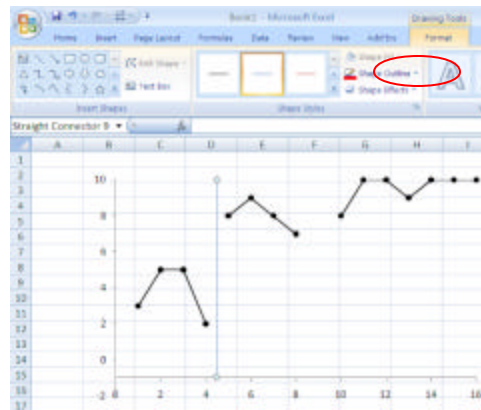 Book1 - Microsoft Excel
Drawing Tools
Home Insert Page Layout Formulas Data Review View Add-Ins Format
Edit Shape
Text Box
Shape Outline
Shape Effects
Insert Shapes
Shape Styles
Straight Connector 9
A B C D E F G H I
1
2
3
4
5
6
7
8
9
10
11
12
13
14
15
16
17
10
8
6
4
2
0
-2
0 2 4 6 8 10 12 14 16